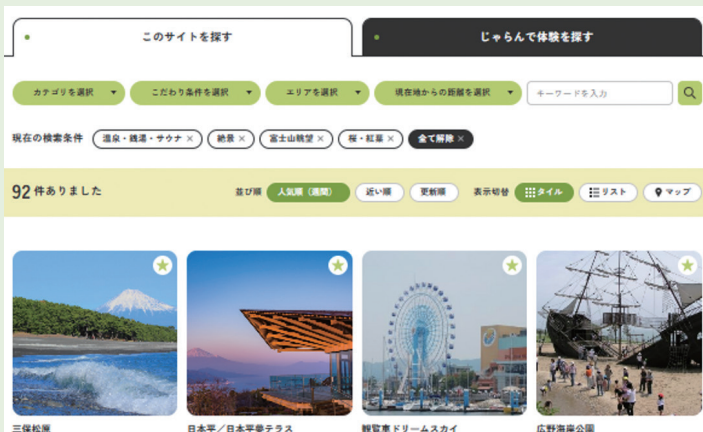 このサイトを探す
じゃらんで体験を探す
カテゴリを選択
こだわり条件を選択
エリアを選択
現在地からの距離を選択
キーワードを入力
現在の検索条件 温泉・銭湯・サウナ × 絶景 × 富士山眺望 × 桜・紅葉 × 全て解除 ×
92件ありました
並び順 人気順（週間） 近い順 更新順 表示切替 タイル リスト マップ
三保松原
日本平／日本平夢テラス
観覧車ドリームスカイ
広野海岸公園